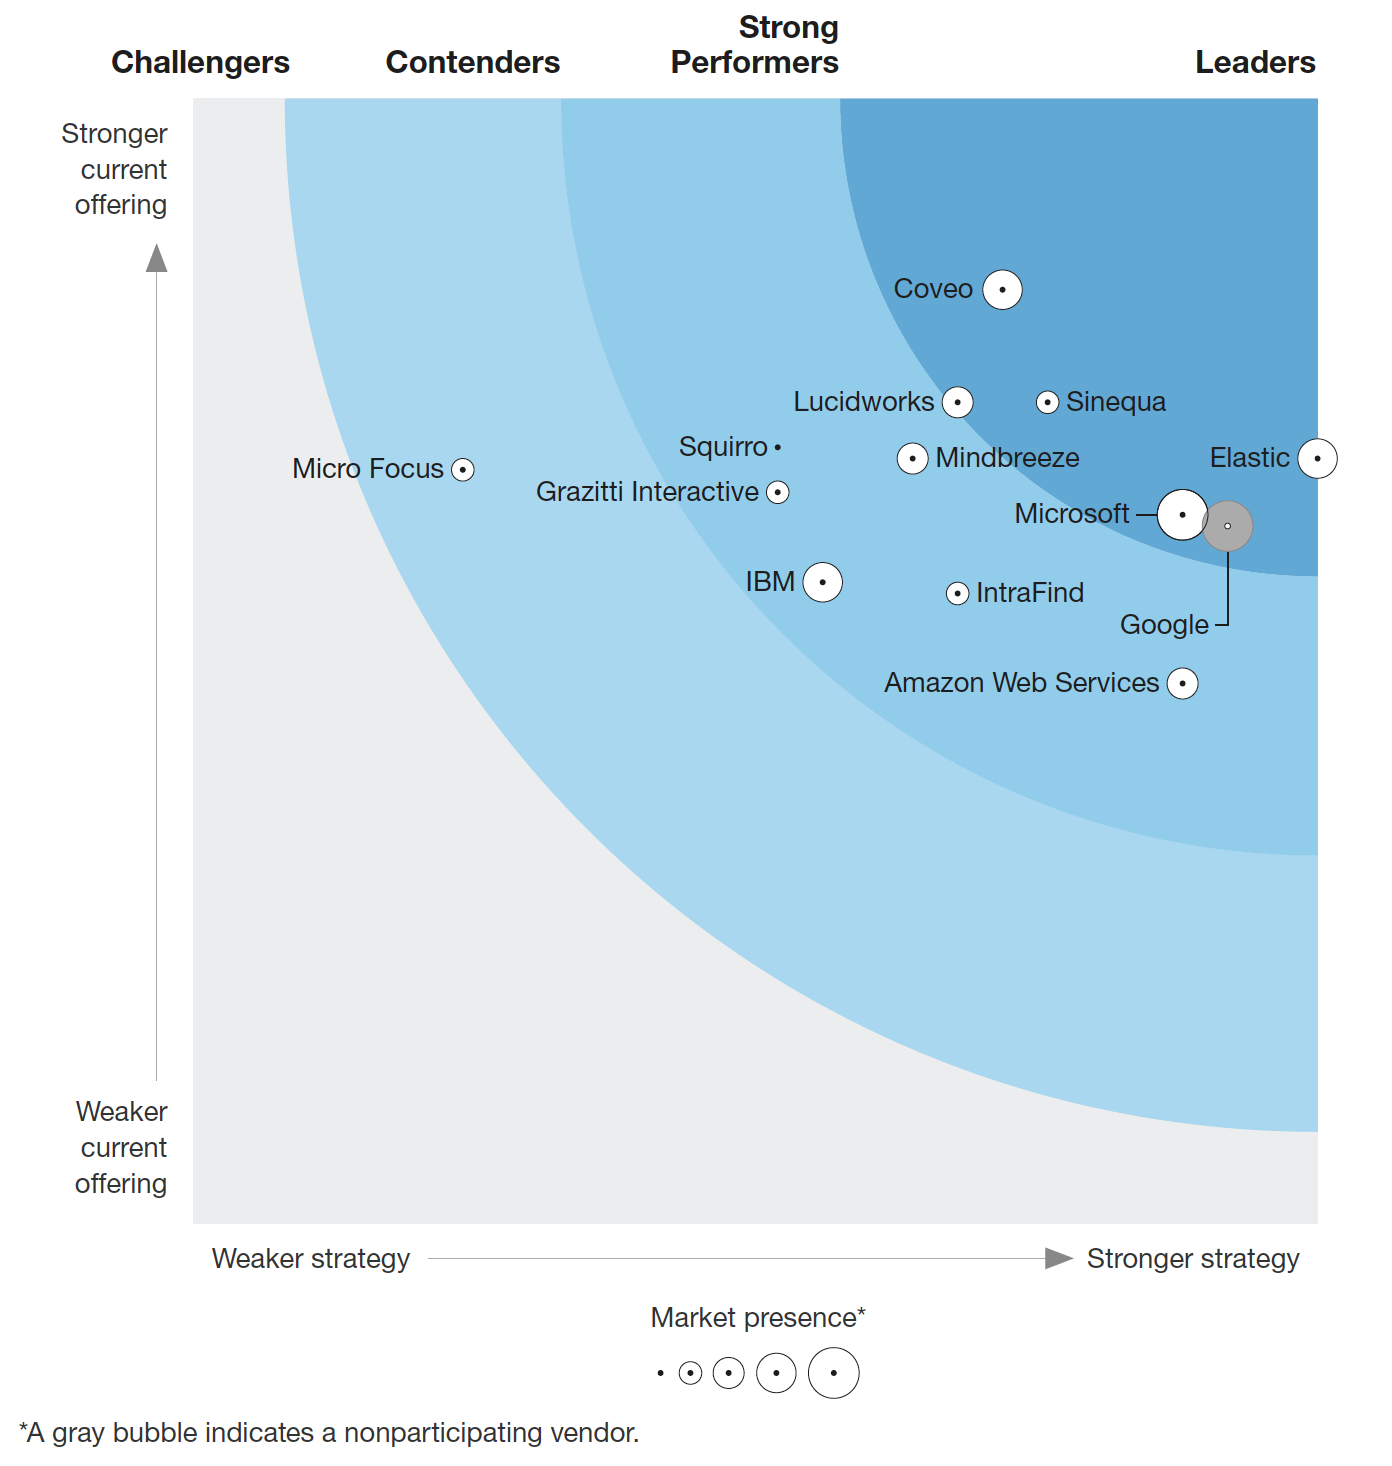 Challengers
Contenders
Strong
Performers
Leaders
Stronger
current
offering
Coveo
Lucidworks
Sinequa
Squirro
Mindbreeze
Elastic
Micro Focus
Grazitti Interactive
Microsoft
IBM
IntraFind
Google
Amazon Web Services
Weaker
current
offering
Weaker strategy
Stronger strategy
Market presence*
*A gray bubble indicates a nonparticipating vendor.